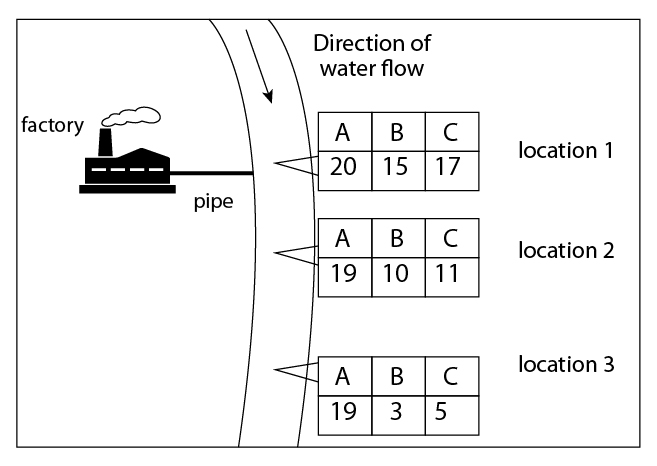 Direction of
water flow
factory
A B C
20 15 17
location 1
pipe
A B C
19 10 11
location 2
A B C
19 3 5
location 3